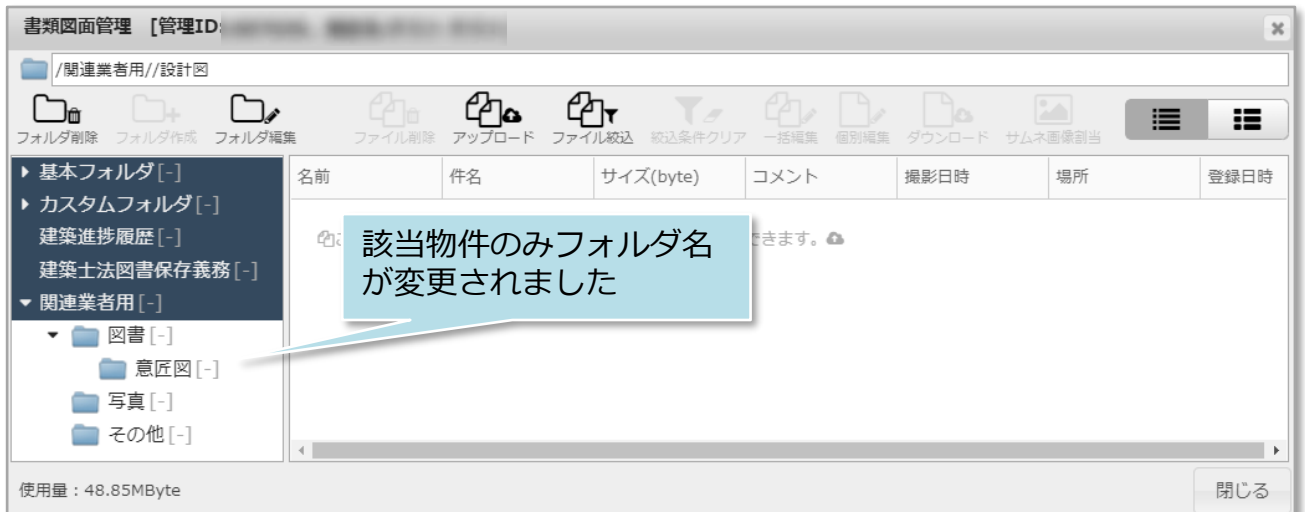 書類図面管理 [管理ID:
/関連業者用//設計図
フォルダ削除 フォルダ作成 フォルダ編集 ファイル削除 アップロード ファイル絞込 絞込条件クリア 一括編集 個別編集 ダウンロード サムネ画像割当
基本フォルダ[-]
カスタムフォルダ[-]
建築進捗履歴[-]
建築士法図書保存義務[-]
関連業者用[-]
図書[-]
意匠図[-]
写真[-]
その他[-]
名前 件名 サイズ(byte) コメント 撮影日時 場所 登録日時
できます。
該当物件のみフォルダ名
が変更されました
使用量：48.85MByte
閉じる